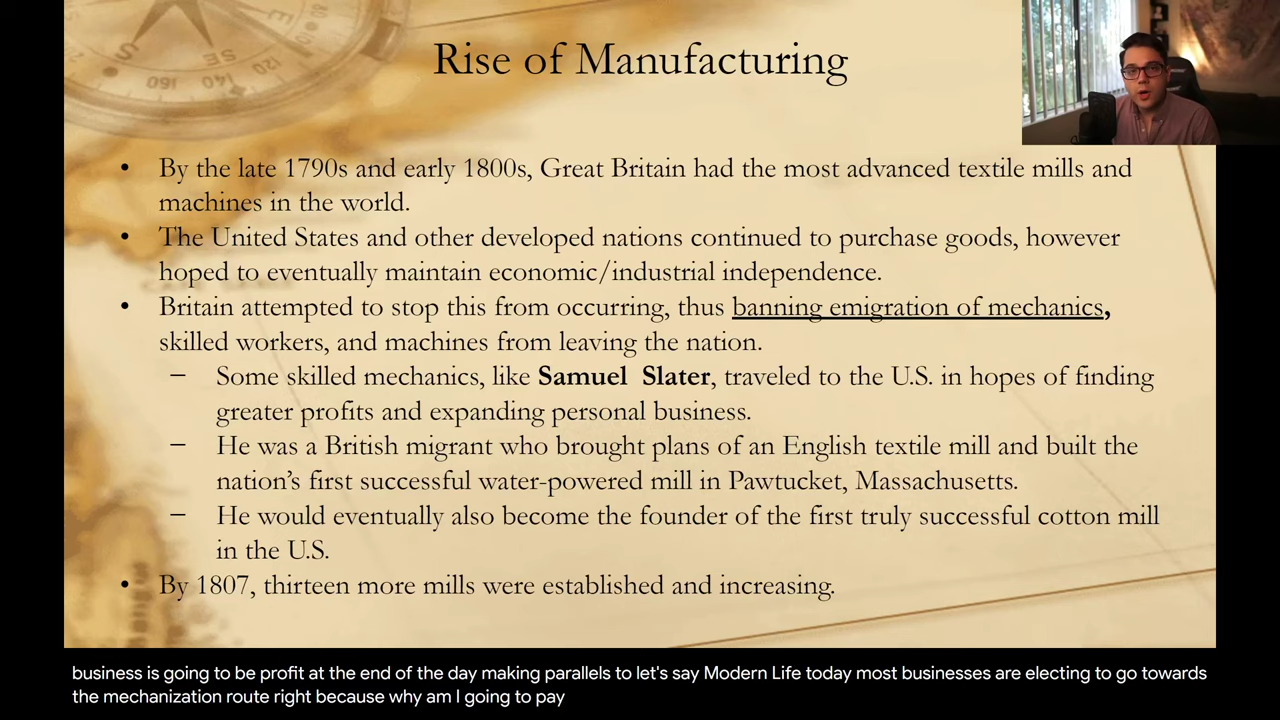 Rise of Manufacturing
• By the late 1790s and early 1800s, Great Britain had the most advanced textile mills and
machines in the world.
• The United States and other developed nations continued to purchase goods, however
hoped to eventually maintain economic/industrial independence.
• Britain attempted to stop this from occurring, thus banning emigration of mechanics,
skilled workers, and machines from leaving the nation.
– Some skilled mechanics, like Samuel Slater, traveled to the U.S. in hopes of finding
greater profits and expanding personal business.
– He was a British migrant who brought plans of an English textile mill and built the
nation’s first successful water-powered mill in Pawtucket, Massachusetts.
– He would eventually also become the founder of the first truly successful cotton mill
in the U.S.
• By 1807, thirteen more mills were established and increasing.
business is going to be profit at the end of the day making parallels to let's say Modern Life today most businesses are electing to go towards
the mechanization route right because why am I going to pay
S
SE
160
140
120